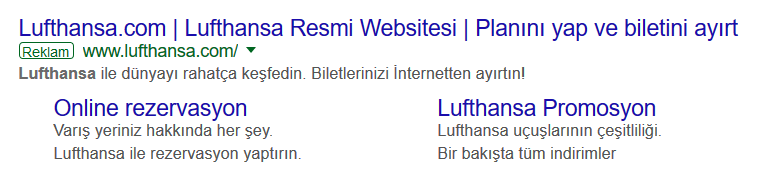 Lufthansa.com | Lufthansa Resmi Websitesi | Planını yap ve biletini ayırt
Reklam www.lufthansa.com/
Lufthansa ile dünyayı rahatça keşfedin. Biletlerinizi İnternetten ayırtın!
Online rezervasyon
Varış yeriniz hakkında her şey.
Lufthansa ile rezervasyon yaptırın.
Lufthansa Promosyon
Lufthansa uçuşlarının çeşitliliği.
Bir bakışta tüm indirimler